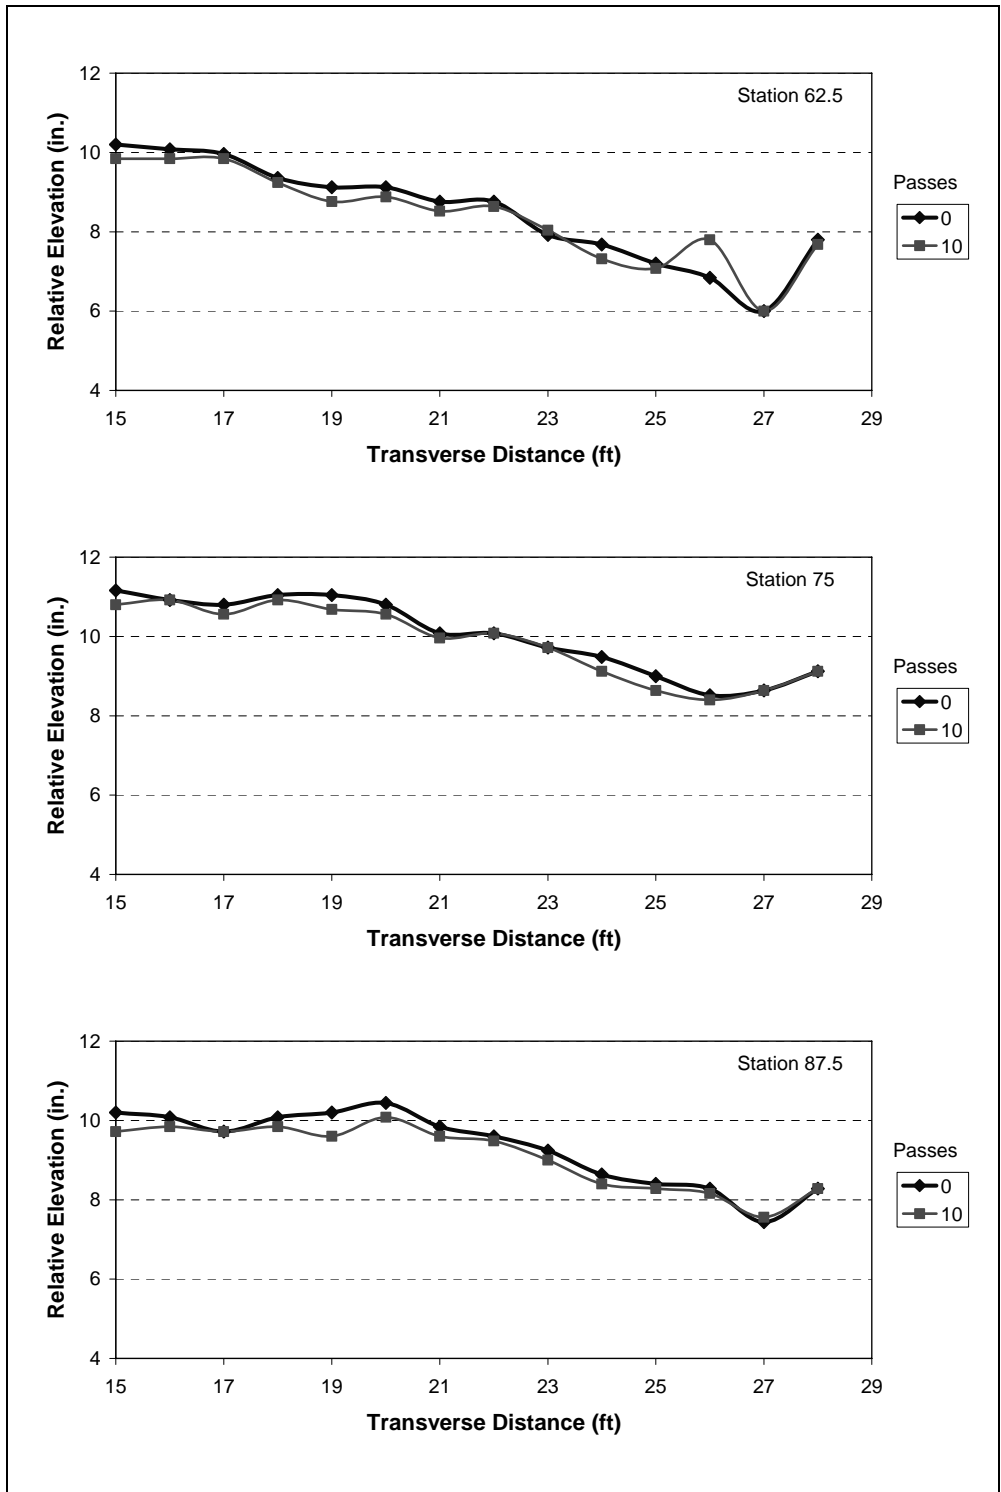 12
Station 62.5
10
8
6
4
Relative Elevation (in.)
15 17 19 21 23 25 27 29
Transverse Distance (ft)
Passes
0
10
12
Station 75
10
8
6
4
Relative Elevation (in.)
15 17 19 21 23 25 27 29
Transverse Distance (ft)
Passes
0
10
12
Station 87.5
10
8
6
4
Relative Elevation (in.)
15 17 19 21 23 25 27 29
Transverse Distance (ft)
Passes
0
10